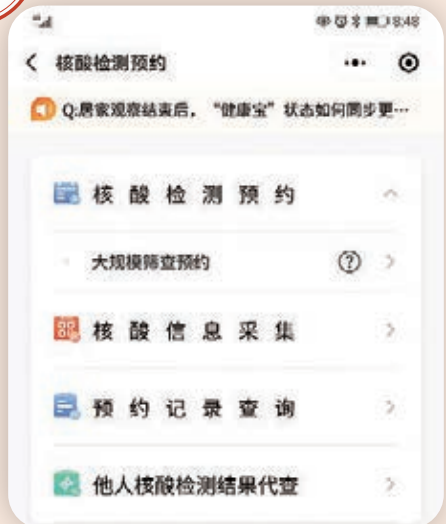 8:48
核酸检测预约
Q:居家观察结束后，“健康宝”状态如何同步更…
核酸检测预约
大规模筛查预约
核酸信息采集
预约记录查询
他人核酸检测结果代查